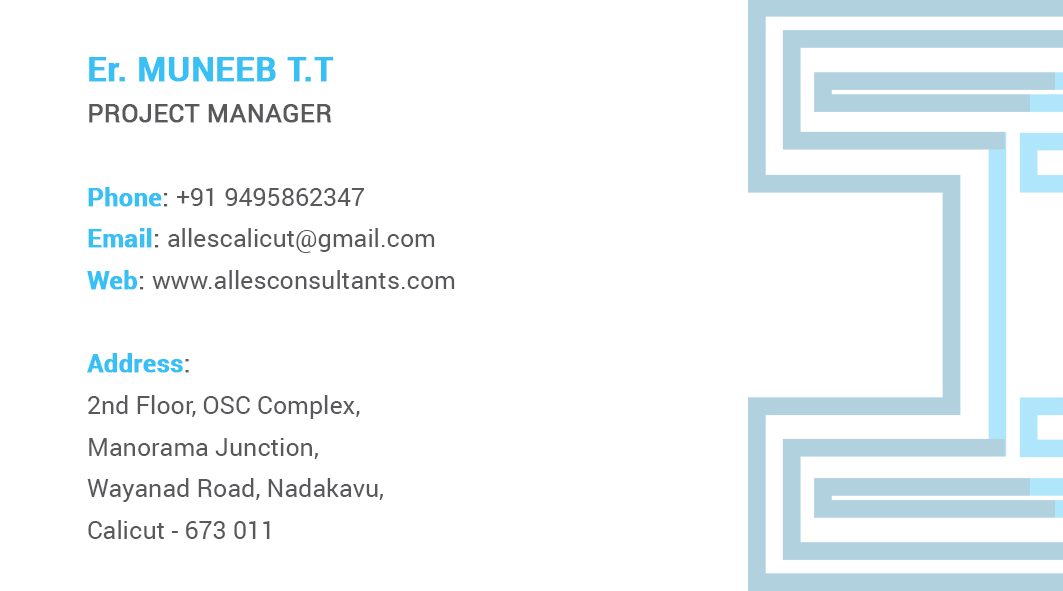 Er. MUNEEB T.T
PROJECT MANAGER
Phone: +91 9495862347
Email: allescalicut@gmail.com
Web: www.allesconsultants.com
Address:
2nd Floor, OSC Complex,
Manorama Junction,
Wayanad Road, Nadakavu,
Calicut - 673 011